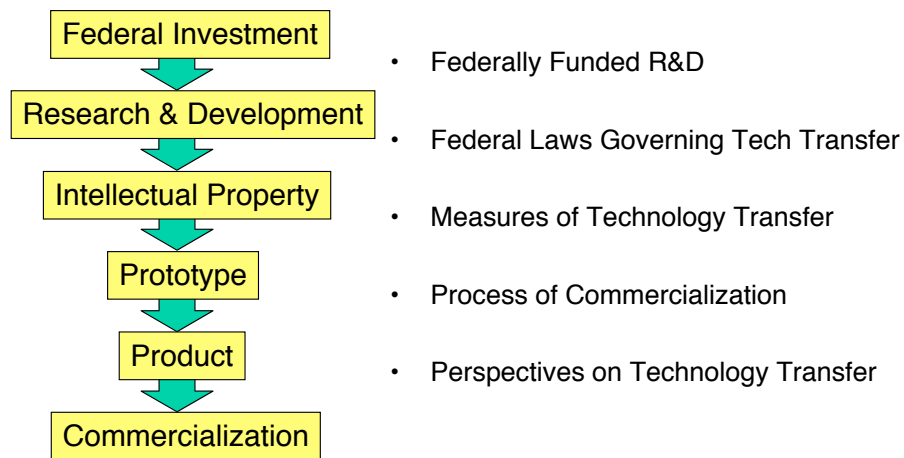 Federal Investment
Research & Development
Intellectual Property
Prototype
Product
Commercialization
• Federally Funded R&D
• Federal Laws Governing Tech Transfer
• Measures of Technology Transfer
• Process of Commercialization
• Perspectives on Technology Transfer